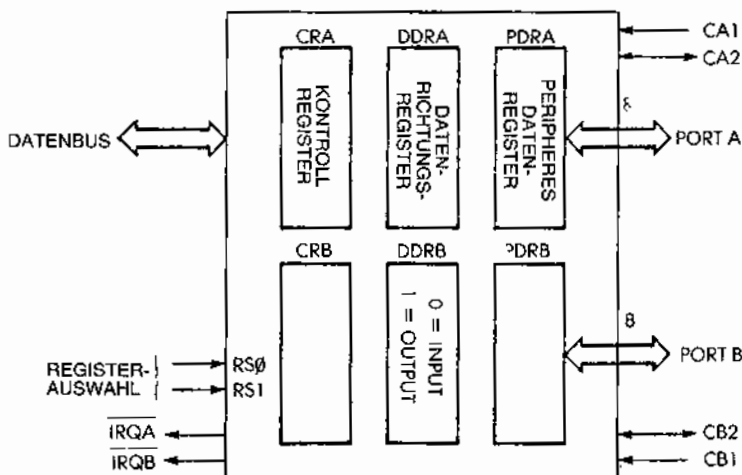 CRA DDRA PDRA
CA1
CA2
KONTROLL
REGISTER
DATEN-
RICHTUNGS-
REGISTER
PERIPHERES
DATEN-
REGISTER
DATENBUS
8
PORT A
CRB DDRB PDRB
0 = INPUT
1 = OUTPUT
8
PORT B
REGISTER-
AUSWAHL
RSØ
RS1
IRQA
IRQB
CB2
CB1